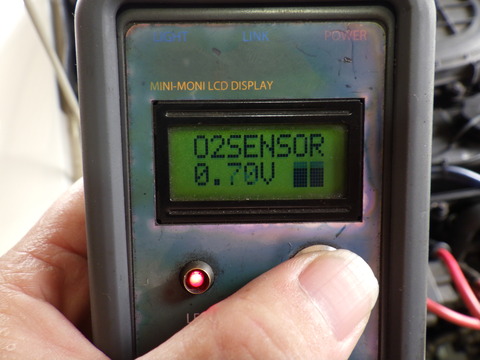 LIGHT LINK POWER
MINI-MONI LCD DISPLAY
O2SENSOR
0.70V